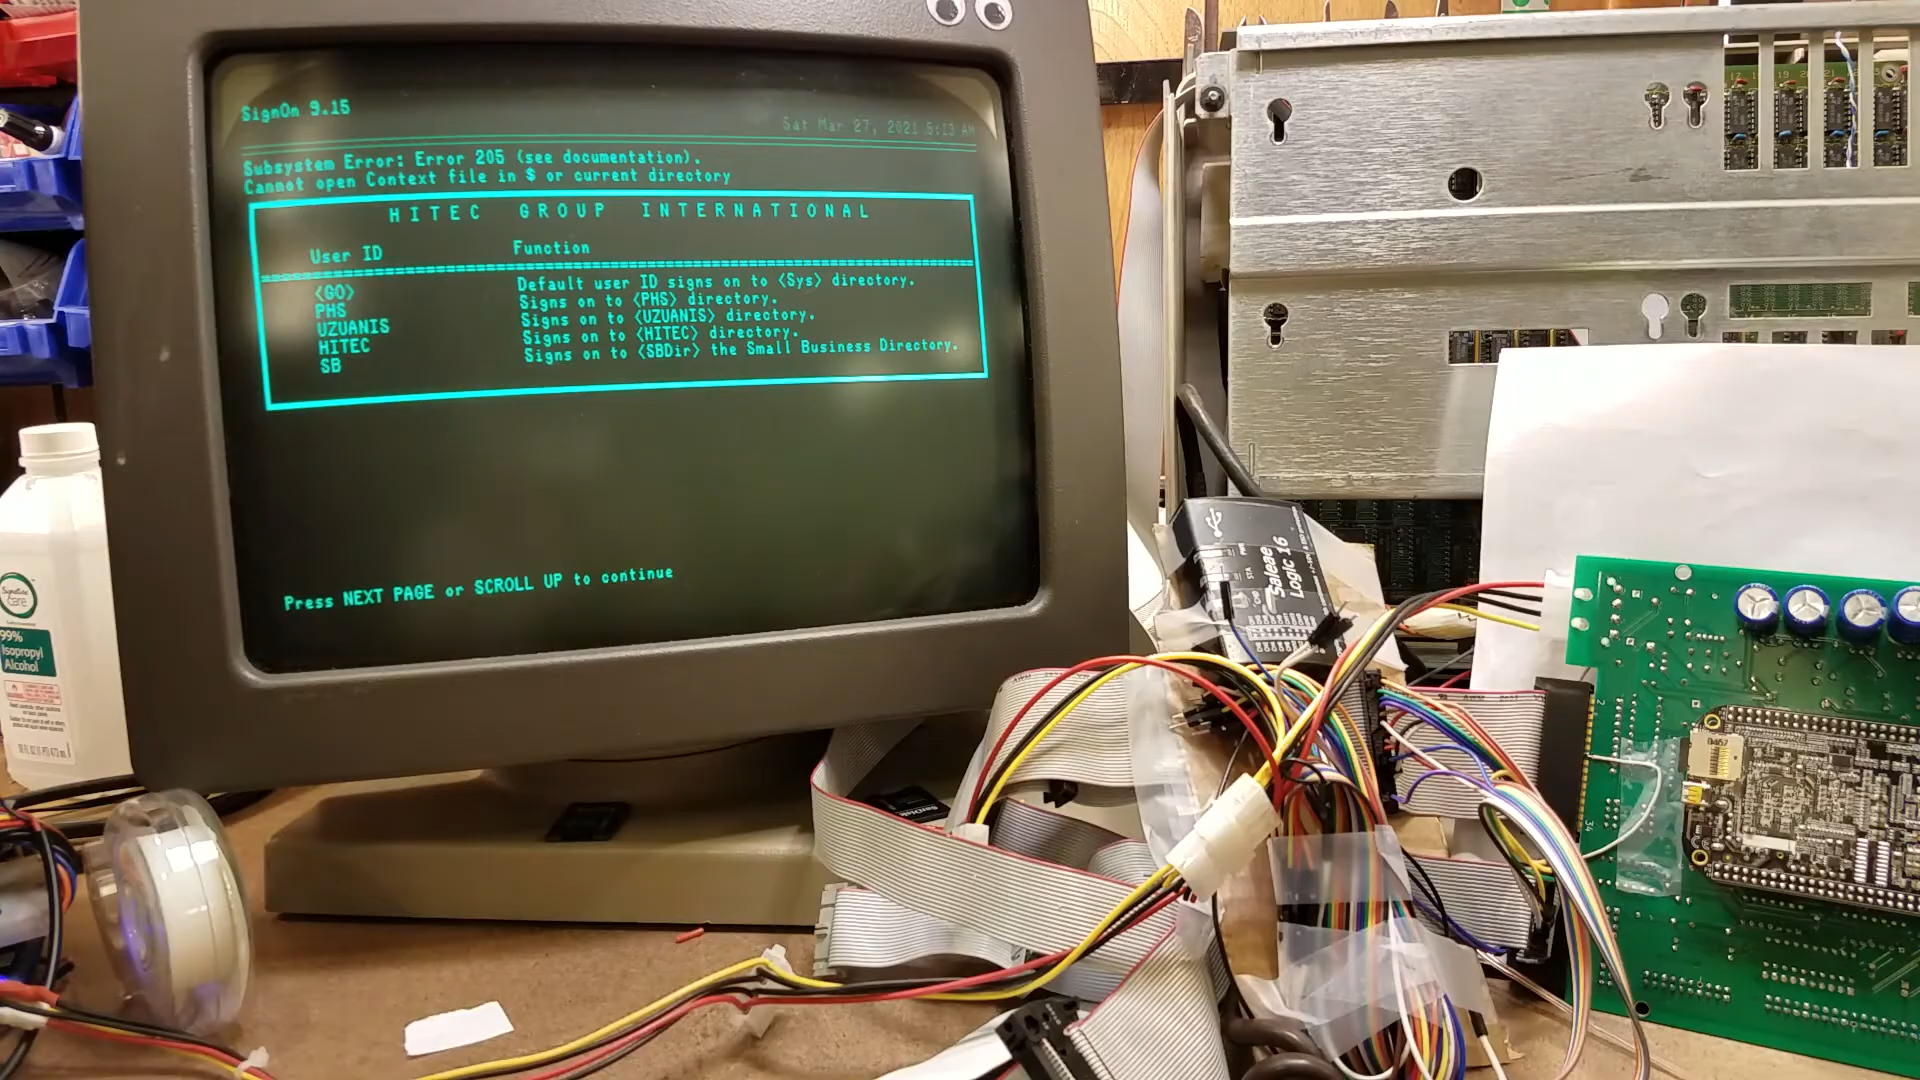 SignOn 9.15
Sat Mar 27, 2021 5:13 AM
Subsystem Error: Error 205 (see documentation).
Cannot open Context file in $ or current directory
HITEC GROUP INTERNATIONAL
User ID Function
<GO> Default user ID signs on to <Sys> directory.
PHS Signs on to <PHS> directory.
UZUANIS Signs on to <UZUANIS> directory.
HITEC Signs on to <HITEC> directory.
SB Signs on to <SBDir> the Small Business Directory.
Press NEXT PAGE or SCROLL UP to continue
care
99%
Isopropyl
Alcohol
Saleae
Logic 16
SanDisk
2
34